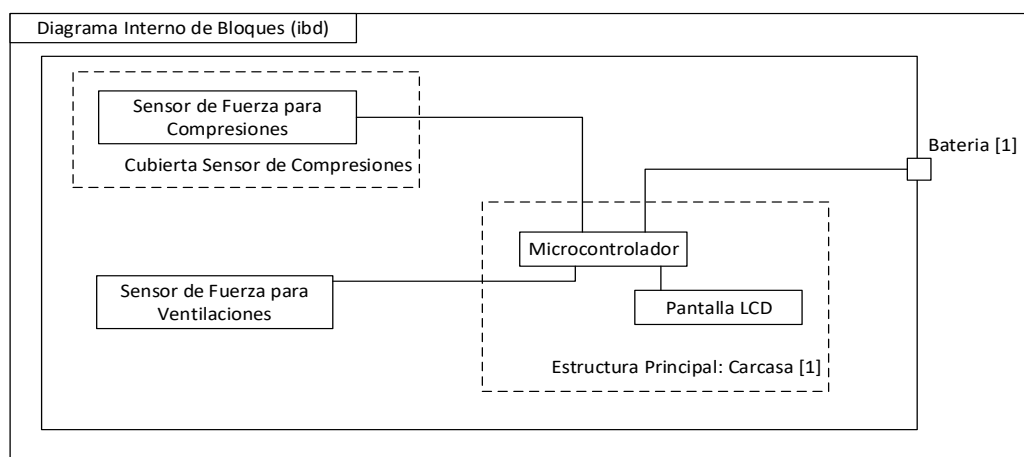 Diagrama Interno de Bloques (ibd)
Sensor de Fuerza para
Compresiones
Cubierta Sensor de Compresiones
Bateria [1]
Microcontrolador
Sensor de Fuerza para
Ventilaciones
Pantalla LCD
Estructura Principal: Carcasa [1]